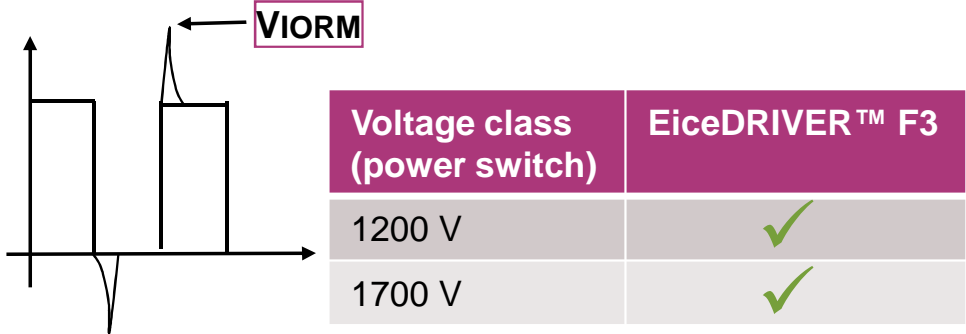 VIORM
Voltage class EiceDRIVER™ F3
(power switch)
1200 V ✓
1700 V ✓